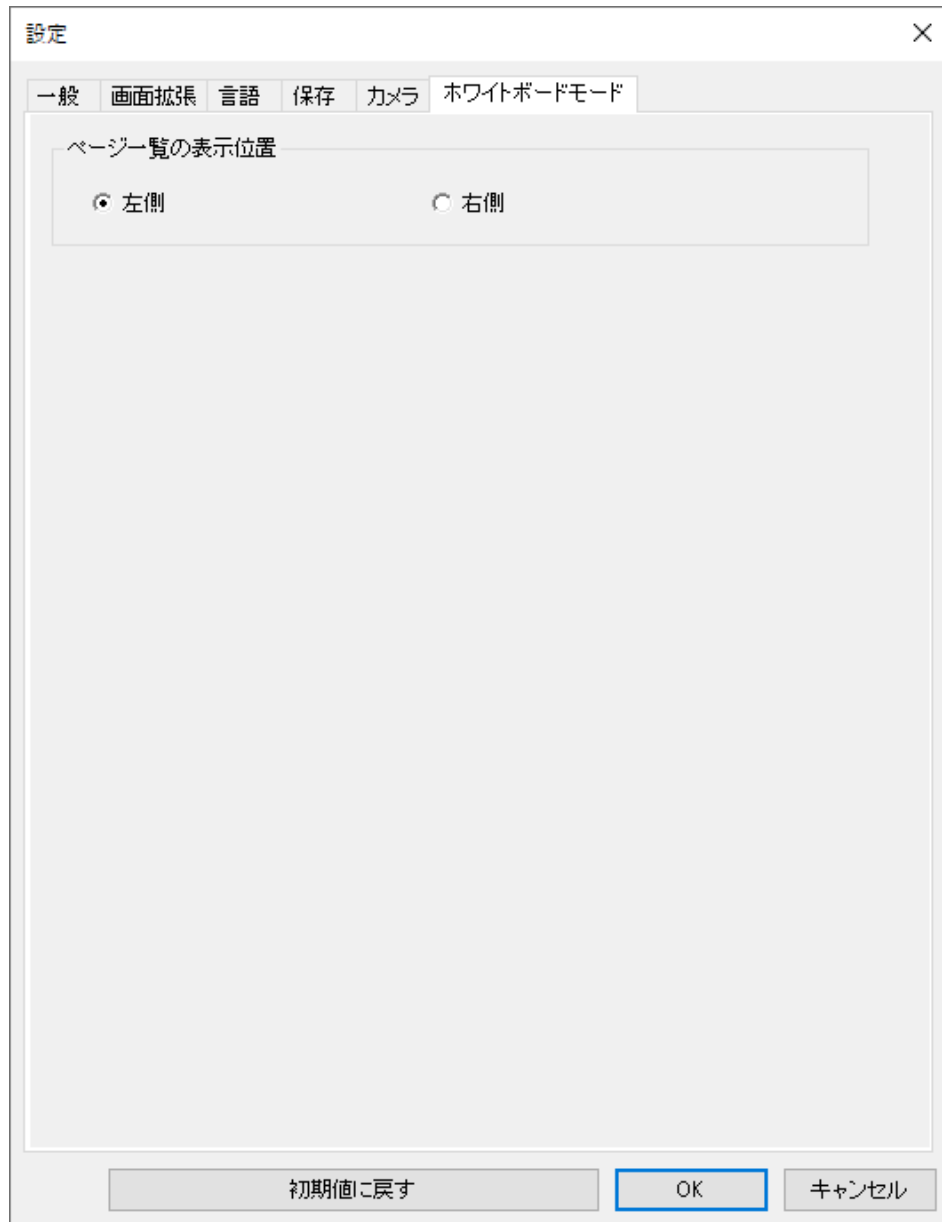 設定
一般 画面拡張 言語 保存 カメラ ホワイトボードモード
ページ一覧の表示位置
左側 右側
初期値に戻す OK キャンセル